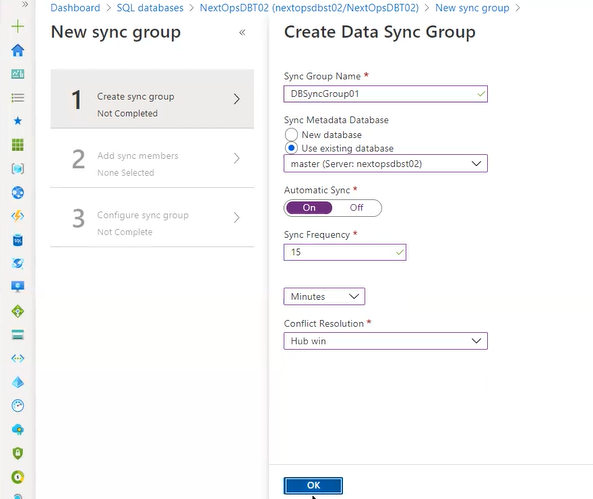 Dashboard > SQL databases > NextOpsDBT02 (nextopsdbst02/NextOpsDBT02) > New sync group >
New sync group «
Create Data Sync Group
1 Create sync group
Not Completed
2 Add sync members
None Selected
3 Configure sync group
Not Complete
Sync Group Name *
DBSyncGroup01
Sync Metadata Database
New database
Use existing database
master (Server: nextopsdbst02)
Automatic Sync *
On Off
Sync Frequency *
15
Minutes
Conflict Resolution *
Hub win
OK